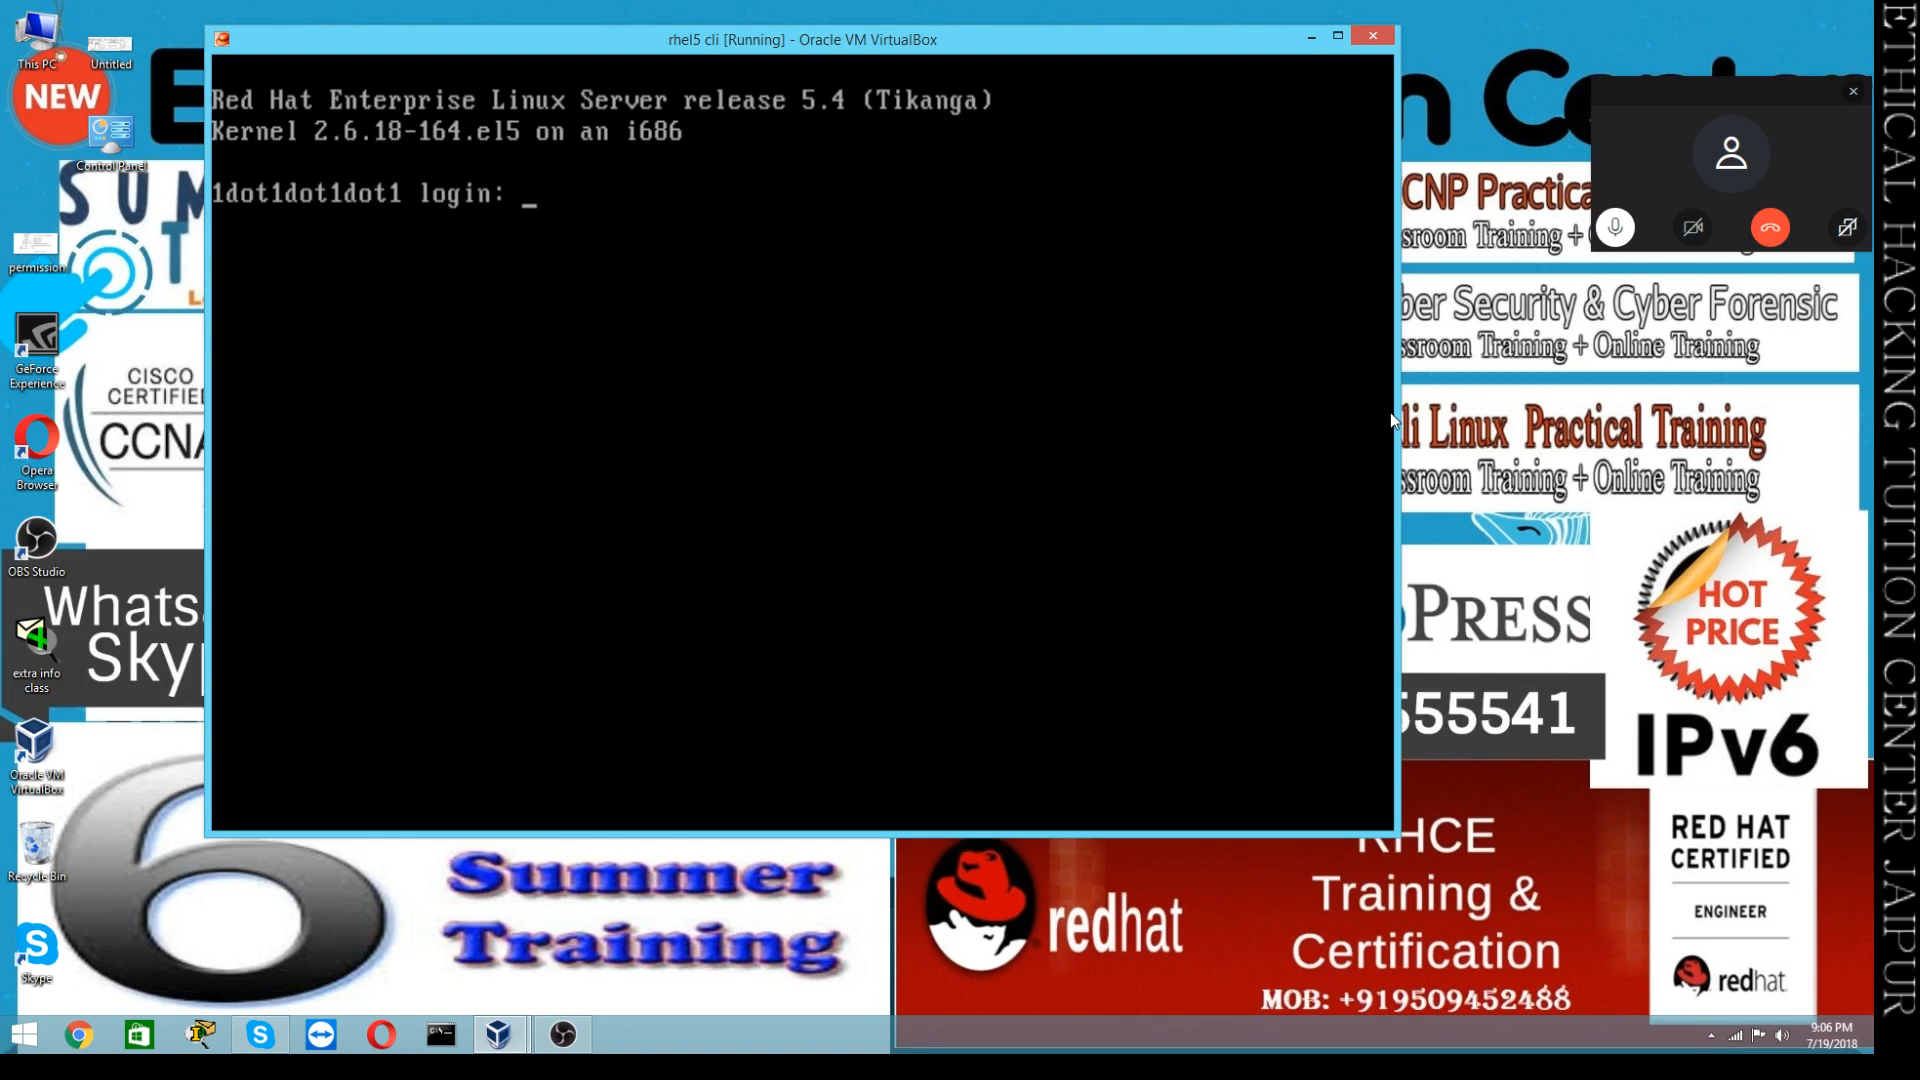 rhel5 cli [Running] - Oracle VM VirtualBox
Red Hat Enterprise Linux Server release 5.4 (Tikanga)
Kernel 2.6.18-164.el5 on an i686
1dot1dot1dot1 login: _
This PC
Untitled
NEW
Control Panel
SUM
permission
GeForce
Experience
CISCO
CERTIFIED
CCNA
Opera
Browser
OBS Studio
Whats
Sky
extra info
class
Oracle VM
VirtualBox
Recycle Bin
Skype
6
Summer
Training
CNP Practica
sroom Training +
ber Security & Cyber Forensic
ssroom Training + Online Training
li Linux Practical Training
ssroom Training + Online Training
PRESS
HOT
PRICE
555541
IPv6
redhat
RHCE
Training &
Certification
MOB: +919509452488
RED HAT
CERTIFIED
ENGINEER
redhat
9:06 PM
7/19/2018
ETHICAL HACKING TUITION CENTER JAIPUR